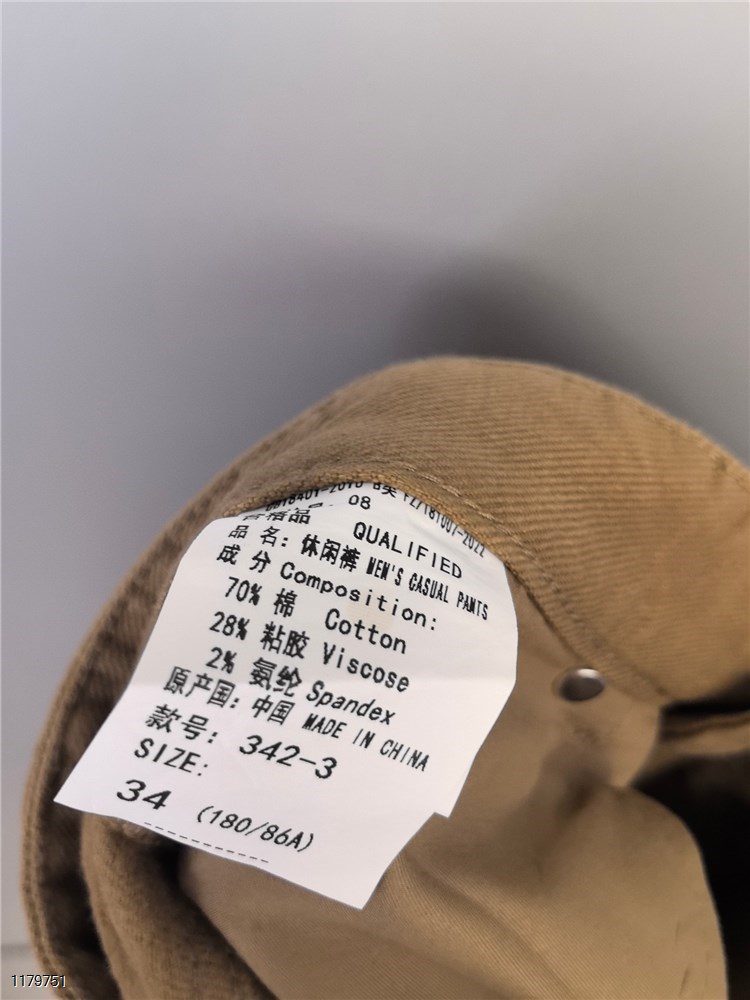 08
QUALIFIED
品 名: 休闲裤 MEN'S CASUAL PANTS
成 分 Composition:
70% 棉 Cotton
28% 粘胶 Viscose
2% 氨纶 Spandex
原产国: 中国 MADE IN CHINA
款号: 342-3
SIZE:
34 (180/86A)
1179751